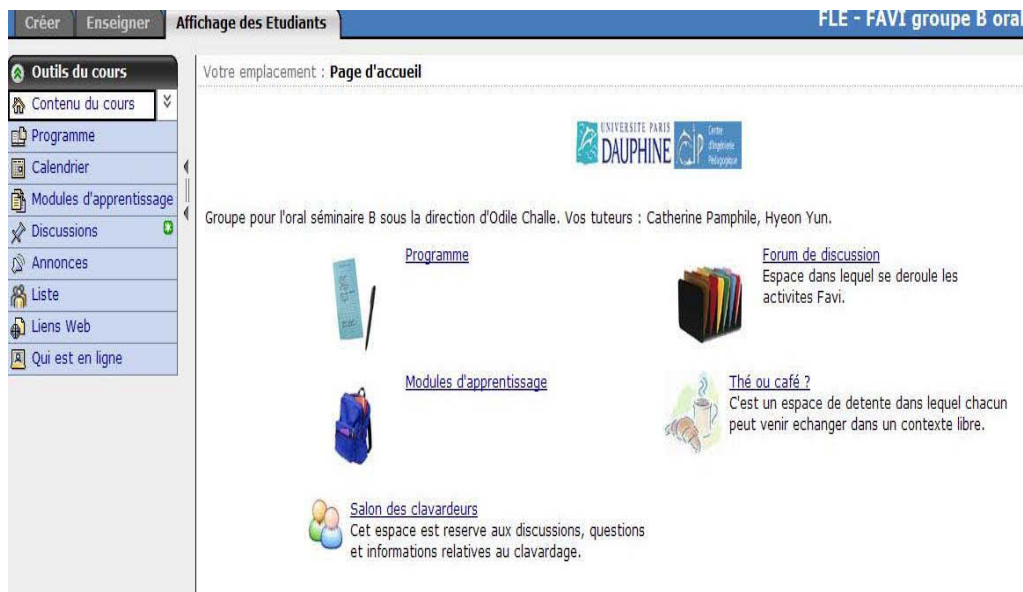 Créer Enseigner Affichage des Etudiants FLE - FAVI groupe B oral
Outils du cours
Contenu du cours
Programme
Calendrier
Modules d'apprentissage
Discussions
Annonces
Liste
Liens Web
Qui est en ligne
Votre emplacement : Page d'accueil
UNIVERSITE PARIS
DAUPHINE
CIP
Centre
d'Ingénierie
Pédagogique
Groupe pour l'oral séminaire B sous la direction d'Odile Challe. Vos tuteurs : Catherine Pamphile, Hyeon Yun.
Programme
Forum de discussion
Espace dans lequel se deroule les
activites Favi.
Modules d'apprentissage
Thé ou café ?
C'est un espace de detente dans lequel chacun
peut venir echanger dans un contexte libre.
Salon des clavardeurs
Cet espace est reserve aux discussions, questions
et informations relatives au clavardage.